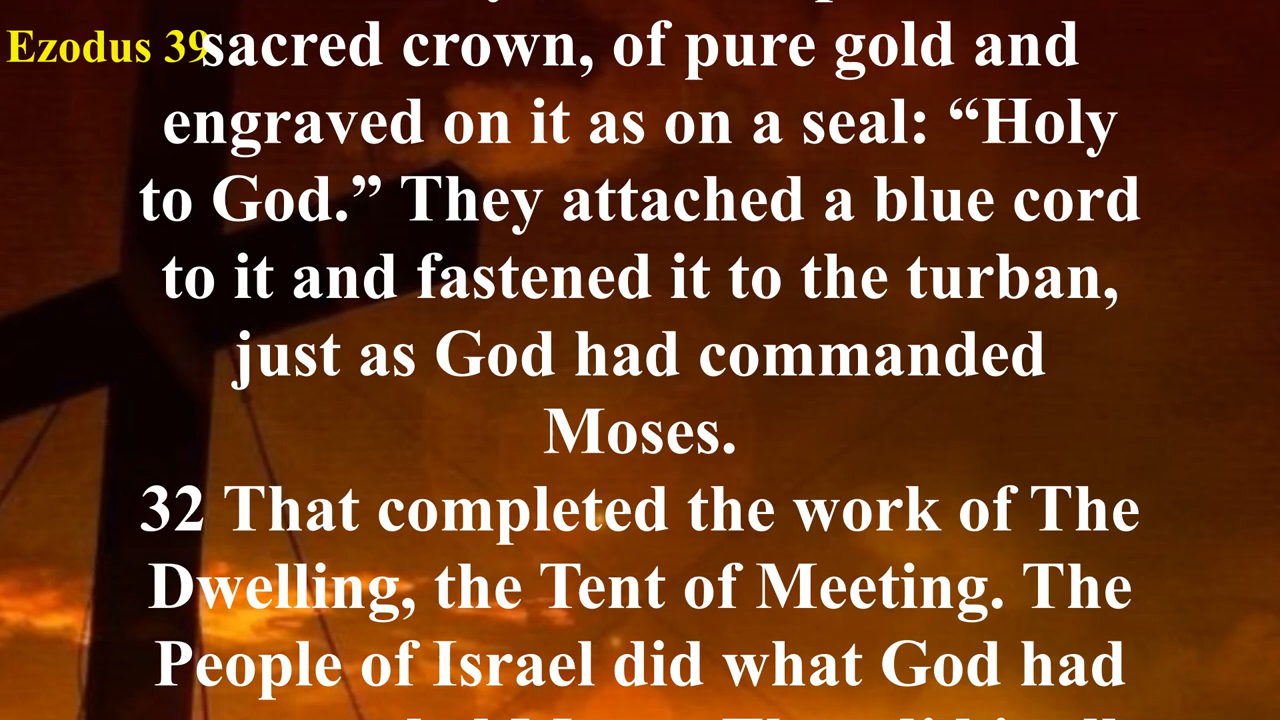 Ezodus 39
sacred crown, of pure gold and
engraved on it as on a seal: “Holy
to God.” They attached a blue cord
to it and fastened it to the turban,
just as God had commanded
Moses.
32 That completed the work of The
Dwelling, the Tent of Meeting. The
People of Israel did what God had